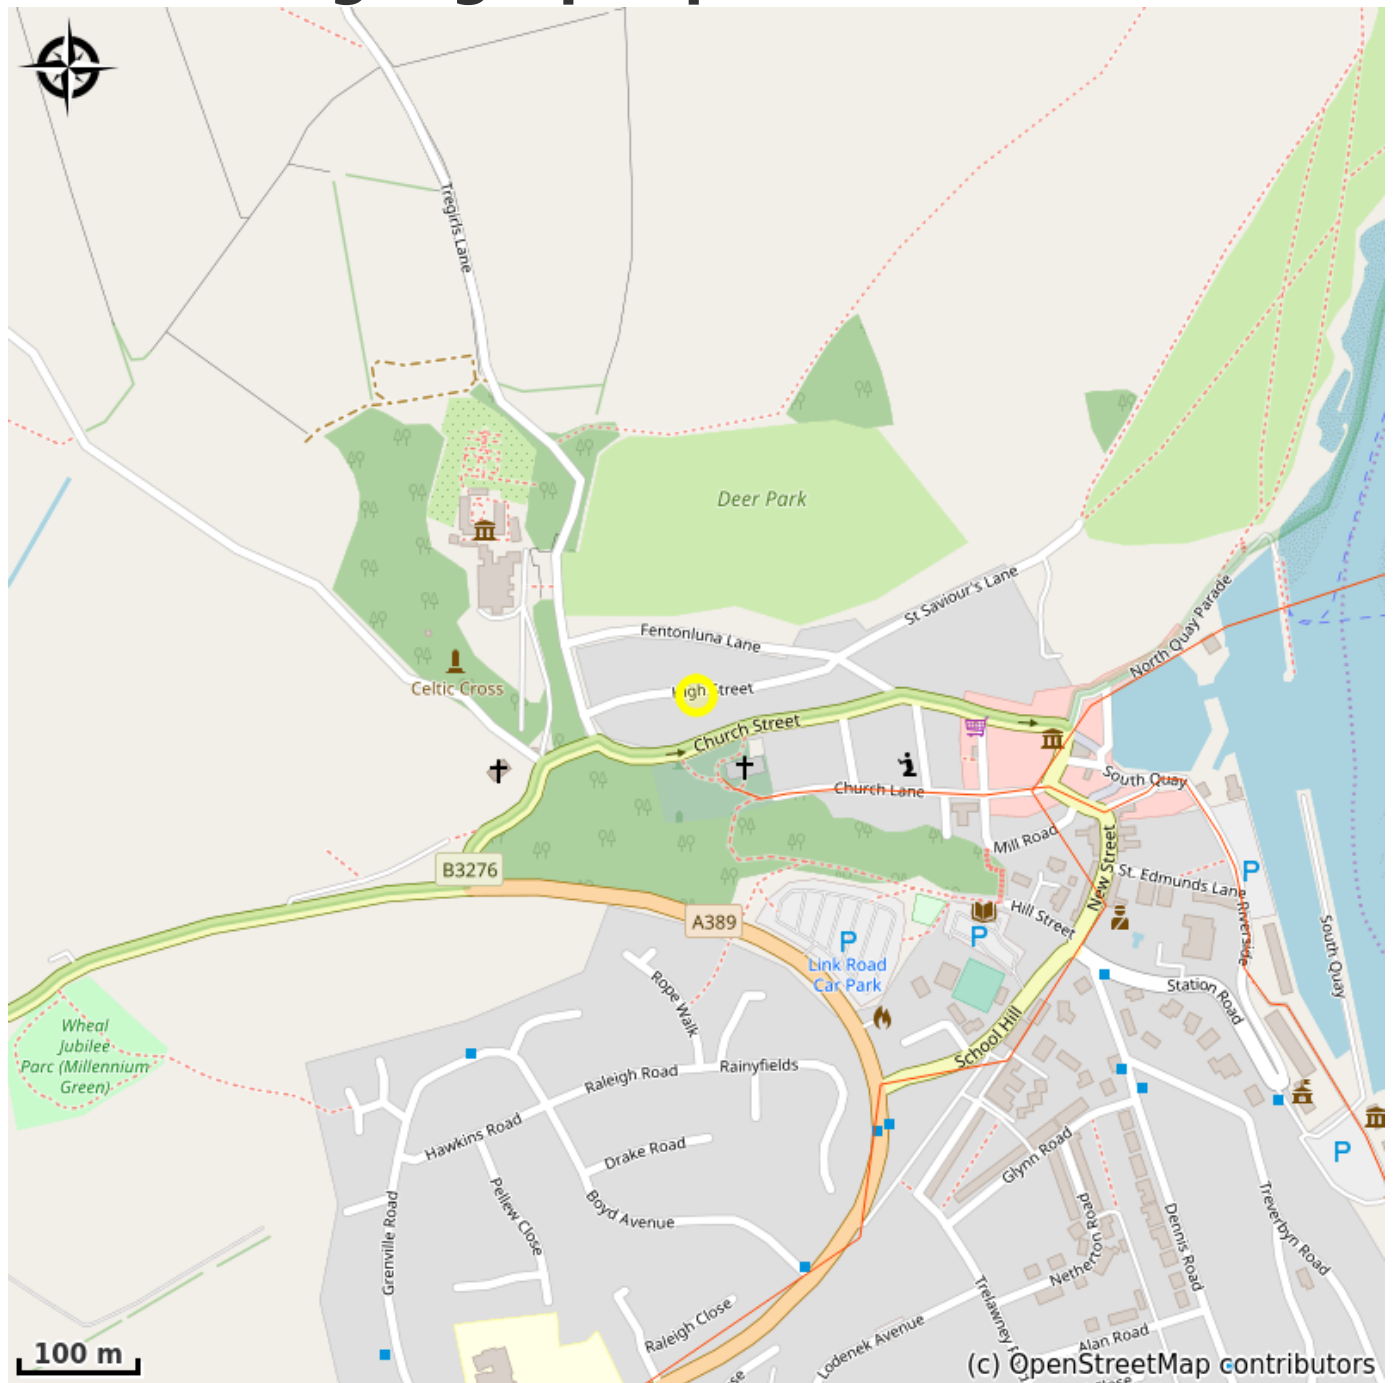 Tregirls Lane
Deer Park
St Saviour's Lane
Fentonluna Lane
North Quay Parade
Celtic Cross
High Street
Church Street
South Quay
Church Lane
Mill Road
B3276
St. Edmunds Lane
New Street
A389
Hill Street
Riverside
South Quay
Link Road
Car Park
Rope Walk
Station Road
Wheal
Jubilee
Parc (Millennium
Green)
School Hill
Rainyfields
Raleigh Road
Hawkins Road
Drake Road
Glynn Road
Pellew Close
Boyd Avenue
Grenville Road
Netherton Road
Dennis Road
Treverbyn Road
Raleigh Close
Trelawney
Lodenek Avenue
Alan Road
100 m
(c) OpenStreetMap contributors